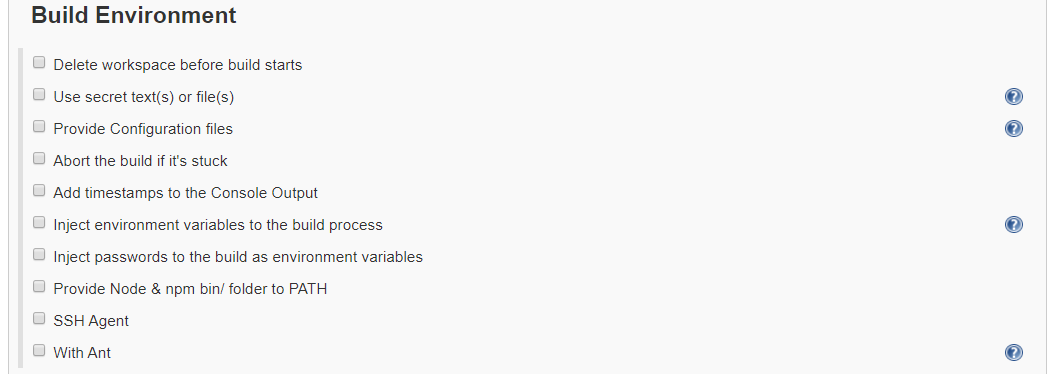 Build Environment
Delete workspace before build starts
Use secret text(s) or file(s)
Provide Configuration files
Abort the build if it's stuck
Add timestamps to the Console Output
Inject environment variables to the build process
Inject passwords to the build as environment variables
Provide Node & npm bin/ folder to PATH
SSH Agent
With Ant